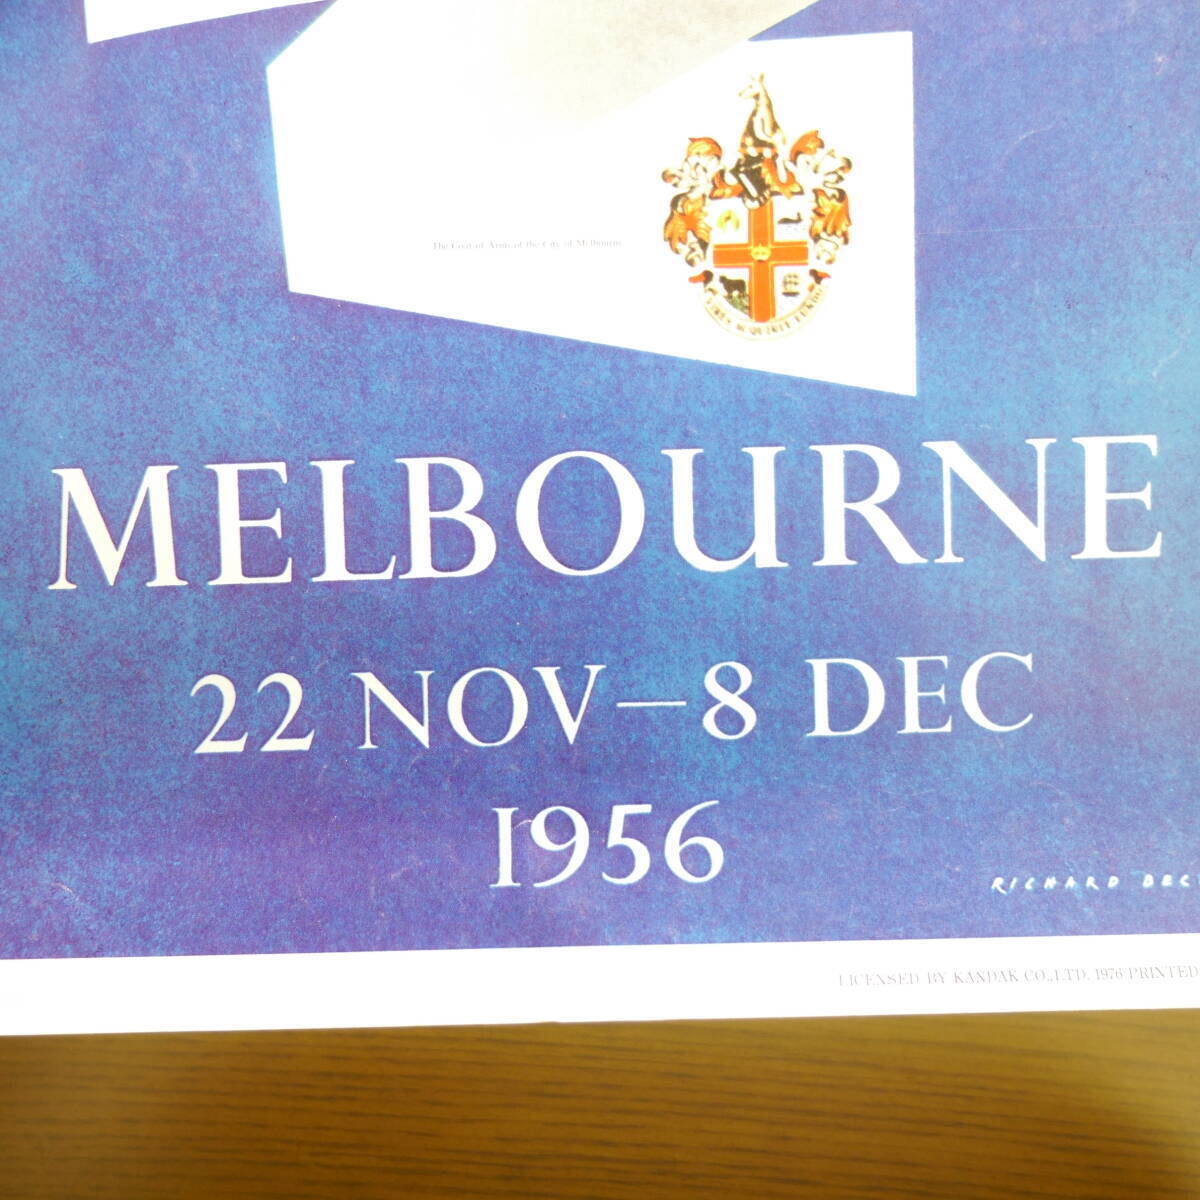 The Coat of Arms of the City of Melbourne
MELBOURNE
22 NOV — 8 DEC
1956
RICHARD BEC
LICENSED BY KANDAK CO.,LTD. 1976 PRINTED